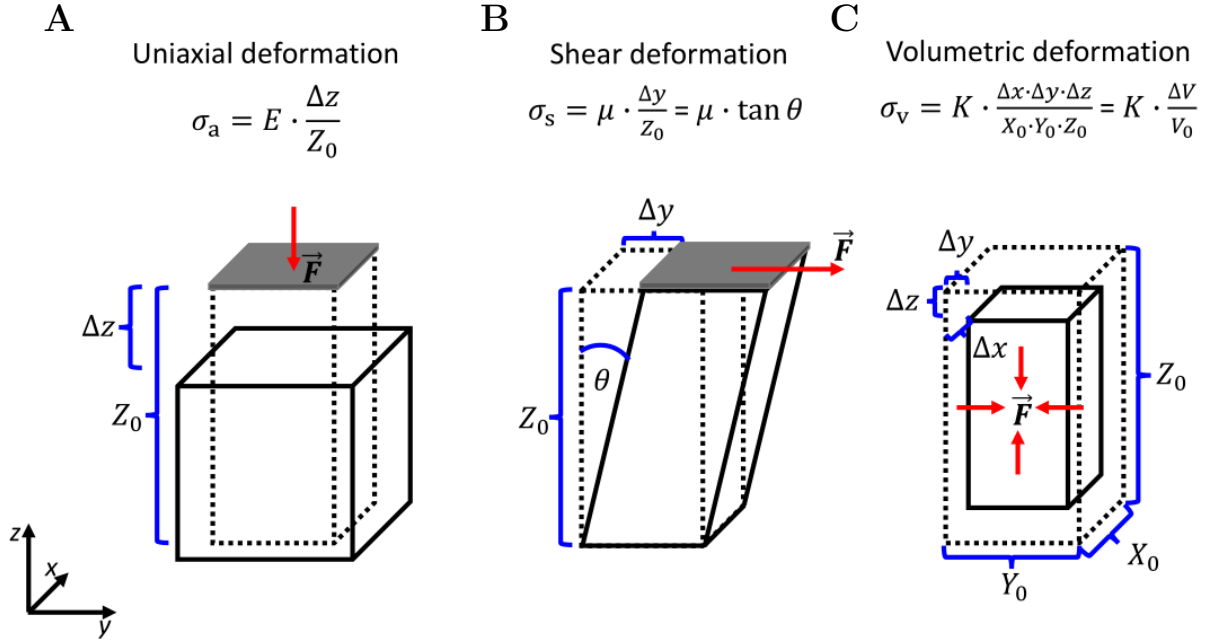 A
Uniaxial deformation
σₐ = E · Δz/Z₀
Δz
Z₀
F⃗
z
x
y
B
Shear deformation
σₛ = μ · Δy/Z₀ = μ · tan θ
Δy
F⃗
θ
Z₀
C
Volumetric deformation
σᵥ = K · Δx·Δy·Δz/X₀·Y₀·Z₀ = K · ΔV/V₀
Δy
Δz
Δx
F⃗
Z₀
X₀
Y₀